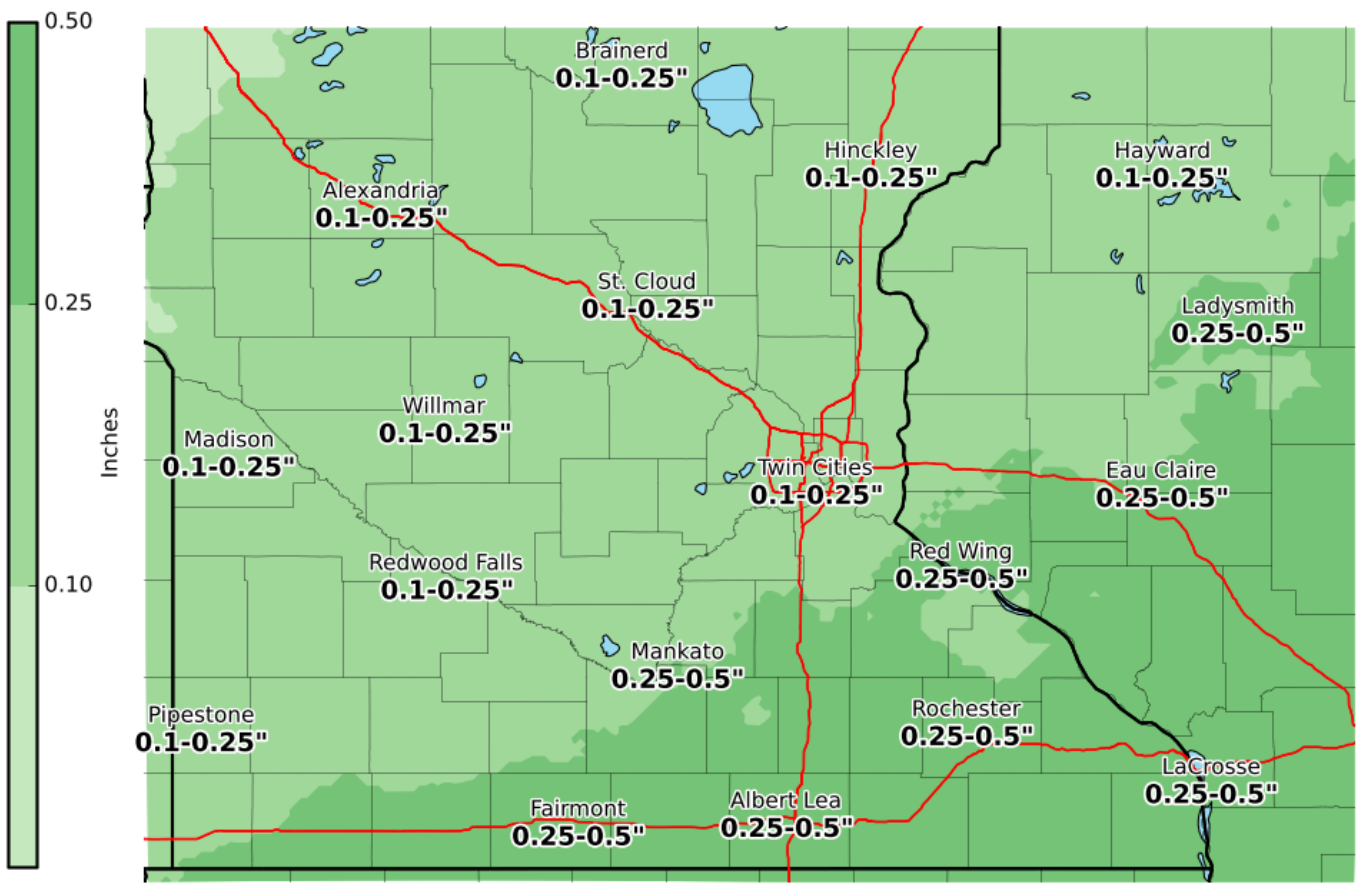 0.50
Brainerd
0.1-0.25"
Hinckley
0.1-0.25"
Hayward
0.1-0.25"
Alexandria
0.1-0.25"
St. Cloud
0.1-0.25"
0.25
Ladysmith
0.25-0.5"
Willmar
0.1-0.25"
Inches
Madison
0.1-0.25"
Twin Cities
0.1-0.25"
Eau Claire
0.25-0.5"
Redwood Falls
0.1-0.25"
Red Wing
0.25-0.5"
0.10
Mankato
0.25-0.5"
Pipestone
0.1-0.25"
Rochester
0.25-0.5"
LaCrosse
0.25-0.5"
Fairmont
0.25-0.5"
Albert Lea
0.25-0.5"